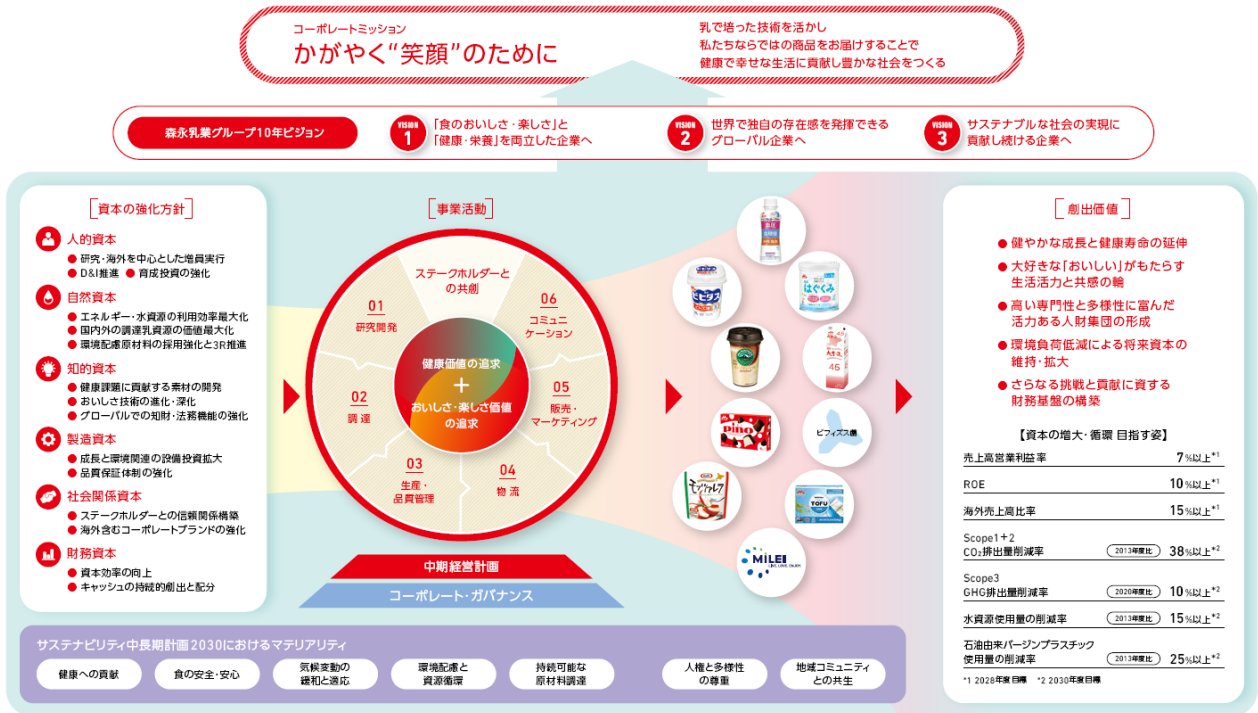 コーポレートミッション
かがやく“笑顔”のために
乳で培った技術を活かし
私たちならではの商品をお届けすることで
健康で幸せな生活に貢献し豊かな社会をつくる
森永乳業グループ10年ビジョン
VISION
1
「食のおいしさ・楽しさ」と
「健康・栄養」を両立した企業へ
VISION
2
世界で独自の存在感を発揮できる
グローバル企業へ
VISION
3
サステナブルな社会の実現に
貢献し続ける企業へ
資本の強化方針
人的資本
● 研究・海外を中心とした増員実行
● D&I推進 ● 育成投資の強化
自然資本
● エネルギー・水資源の利用効率最大化
● 国内外の調達乳資源の価値最大化
● 環境配慮原材料の採用強化と3R推進
知的資本
● 健康課題に貢献する素材の開発
● おいしさ技術の進化・深化
● グローバルでの知財・法務機能の強化
製造資本
● 成長と環境関連の設備投資拡大
● 品質保証体制の強化
社会関係資本
● ステークホルダーとの信頼関係構築
● 海外含むコーポレートブランドの強化
財務資本
● 資本効率の向上
● キャッシュの持続的創出と配分
事業活動
ステークホルダーと
の共創
01
研究開発
02
調達
03
生産・
品質管理
04
物流
05
販売・
マーケティング
06
コミュニ
ケーション
健康価値の追求
+
おいしさ・楽しさ価値
の追求
中期経営計画
コーポレート・ガバナンス
ビヒダス
はぐくみ
pino
ビフィズス菌
モッツァレラ
TOFU
MILEI
創出価値
● 健やかな成長と健康寿命の延伸
● 大好きな「おいしい」がもたらす
生活活力と共感の輪
● 高い専門性と多様性に富んだ
活力ある人財集団の形成
● 環境負荷低減による将来資本の
維持・拡大
● さらなる挑戦と貢献に資する
財務基盤の構築
【資本の増大・循環 目指す姿】
売上高営業利益率 7%以上*1
ROE 10%以上*1
海外売上高比率 15%以上*1
Scope1+2
CO₂排出量削減率 2013年度比 38%以上*2
Scope3
GHG排出量削減率 2020年度比 10%以上*2
水資源使用量の削減率 2013年度比 15%以上*2
石油由来バージンプラスチック
使用量の削減率 2013年度比 25%以上*2
*1 2028年度目標 *2 2030年度目標
サステナビリティ中長期計画2030におけるマテリアリティ
健康への貢献
食の安全・安心
気候変動の
緩和と適応
環境配慮と
資源循環
持続可能な
原材料調達
人権と多様性
の尊重
地域コミュニティ
との共生